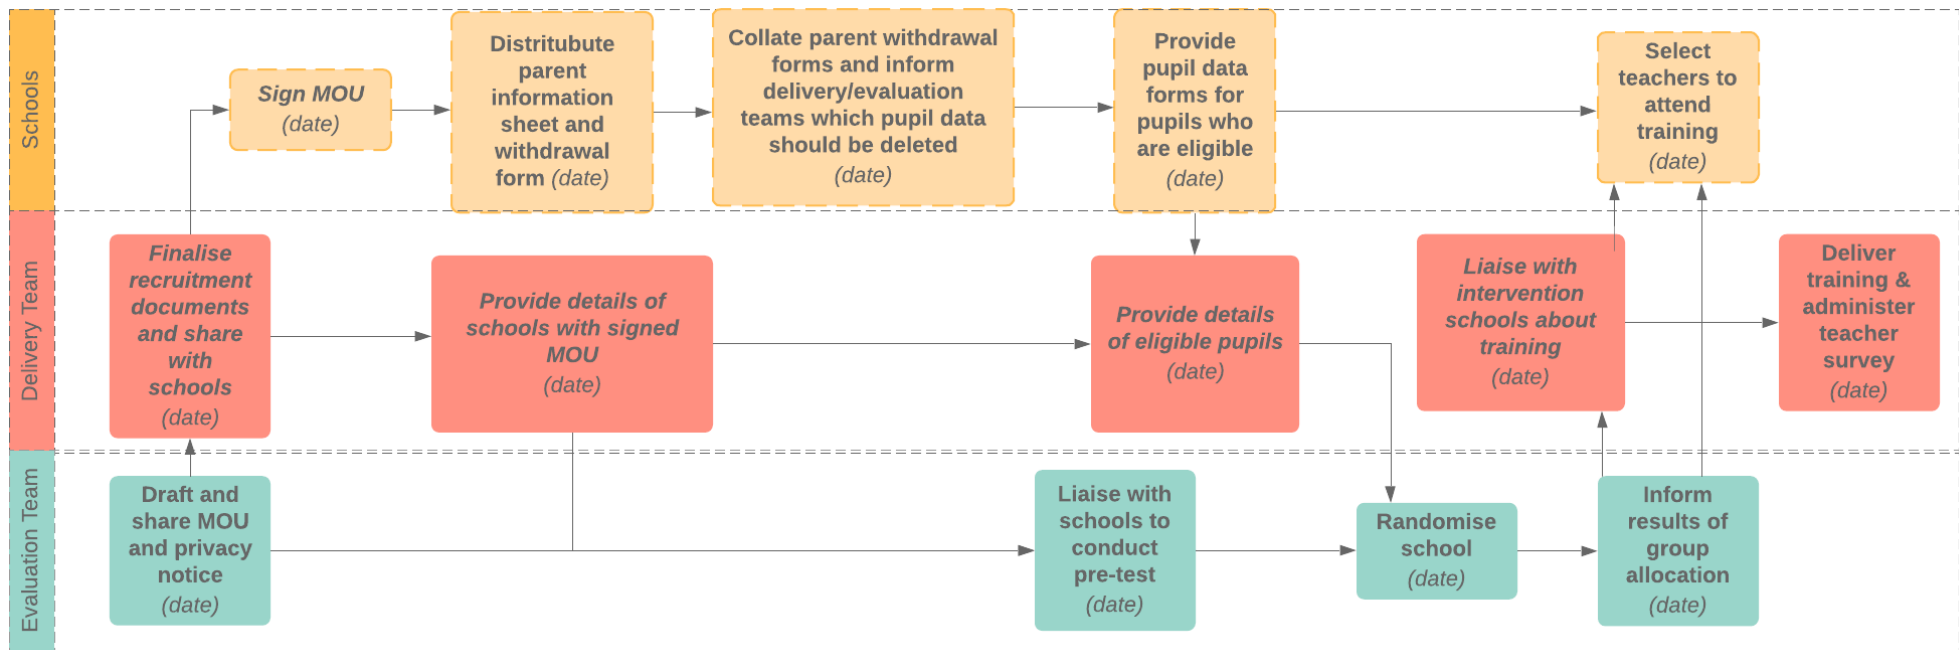 Schools
Sign MOU
(date)
Distritubute
parent
information
sheet and
withdrawal
form (date)
Collate parent withdrawal
forms and inform
delivery/evaluation
teams which pupil data
should be deleted
(date)
Provide
pupil data
forms for
pupils who
are eligible
(date)
Select
teachers to
attend
training
(date)
Delivery Team
Finalise
recruitment
documents
and share
with
schools
(date)
Provide details of
schools with signed
MOU
(date)
Provide details
of eligible pupils
(date)
Liaise with
intervention
schools about
training
(date)
Deliver
training &
administer
teacher
survey
(date)
Evaluation Team
Draft and
share MOU
and privacy
notice
(date)
Liaise with
schools to
conduct
pre-test
(date)
Randomise
school
(date)
Inform
results of
group
allocation
(date)